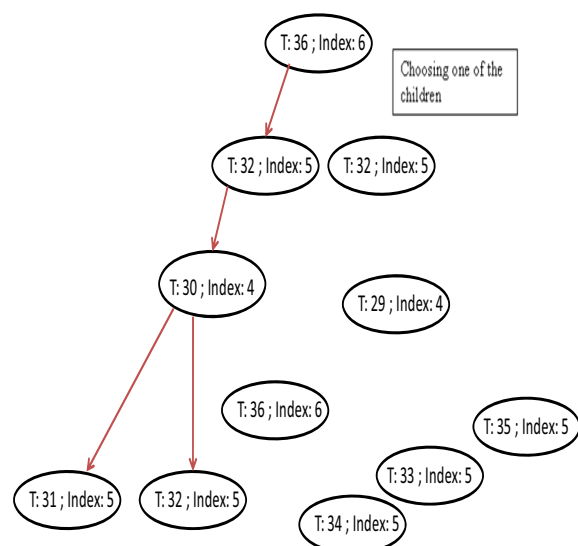 T: 36 ; Index: 6
Choosing one of the
children
T: 32 ; Index: 5
T: 32 ; Index: 5
T: 30 ; Index: 4
T: 29 ; Index: 4
T: 36 ; Index: 6
T: 35 ; Index: 5
T: 33 ; Index: 5
T: 31 ; Index: 5
T: 32 ; Index: 5
T: 34 ; Index: 5